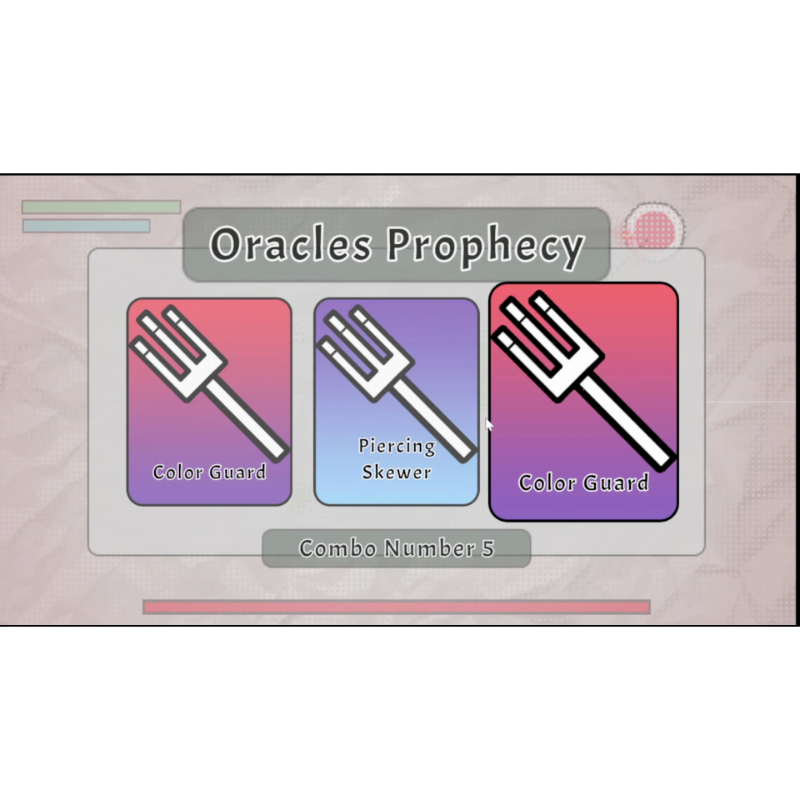 Oracles Prophecy
Color Guard
Piercing
Skewer
Color Guard
Combo Number 5